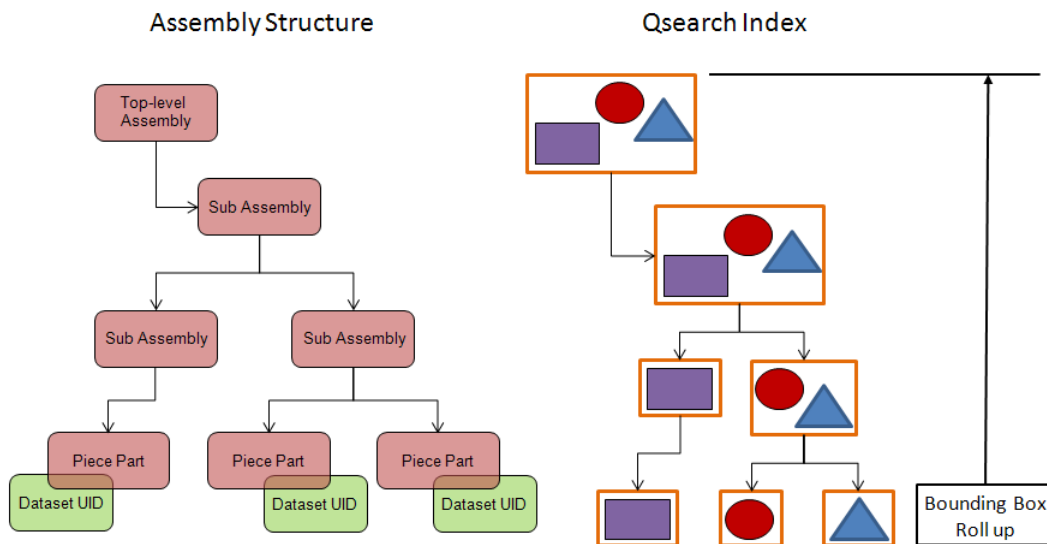 Assembly Structure
Qsearch Index
Top-level
Assembly
Sub Assembly
Sub Assembly
Sub Assembly
Piece Part
Piece Part
Piece Part
Dataset UID
Dataset UID
Dataset UID
Bounding Box
Roll up